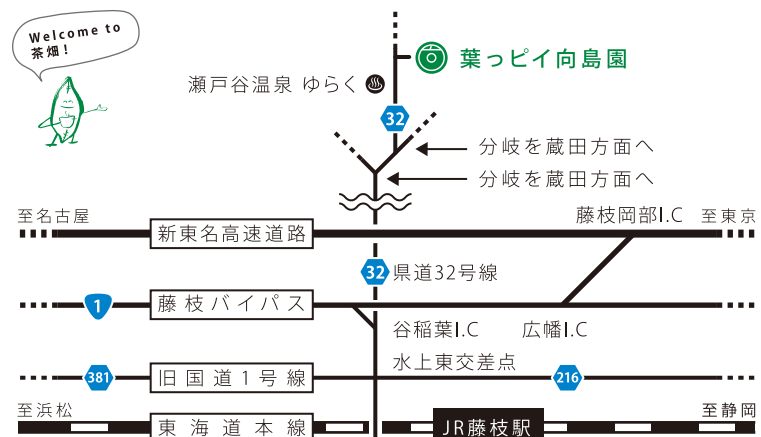 Welcome to
茶畑！
葉っピイ向島園
瀬戸谷温泉 ゆらく
32
分岐を蔵田方面へ
分岐を蔵田方面へ
至名古屋
藤枝岡部I.C
至東京
新東名高速道路
32
県道32号線
1
藤枝バイパス
谷稲葉I.C
広幡I.C
水上東交差点
381
旧国道1号線
216
至浜松
至静岡
東海道本線
JR藤枝駅